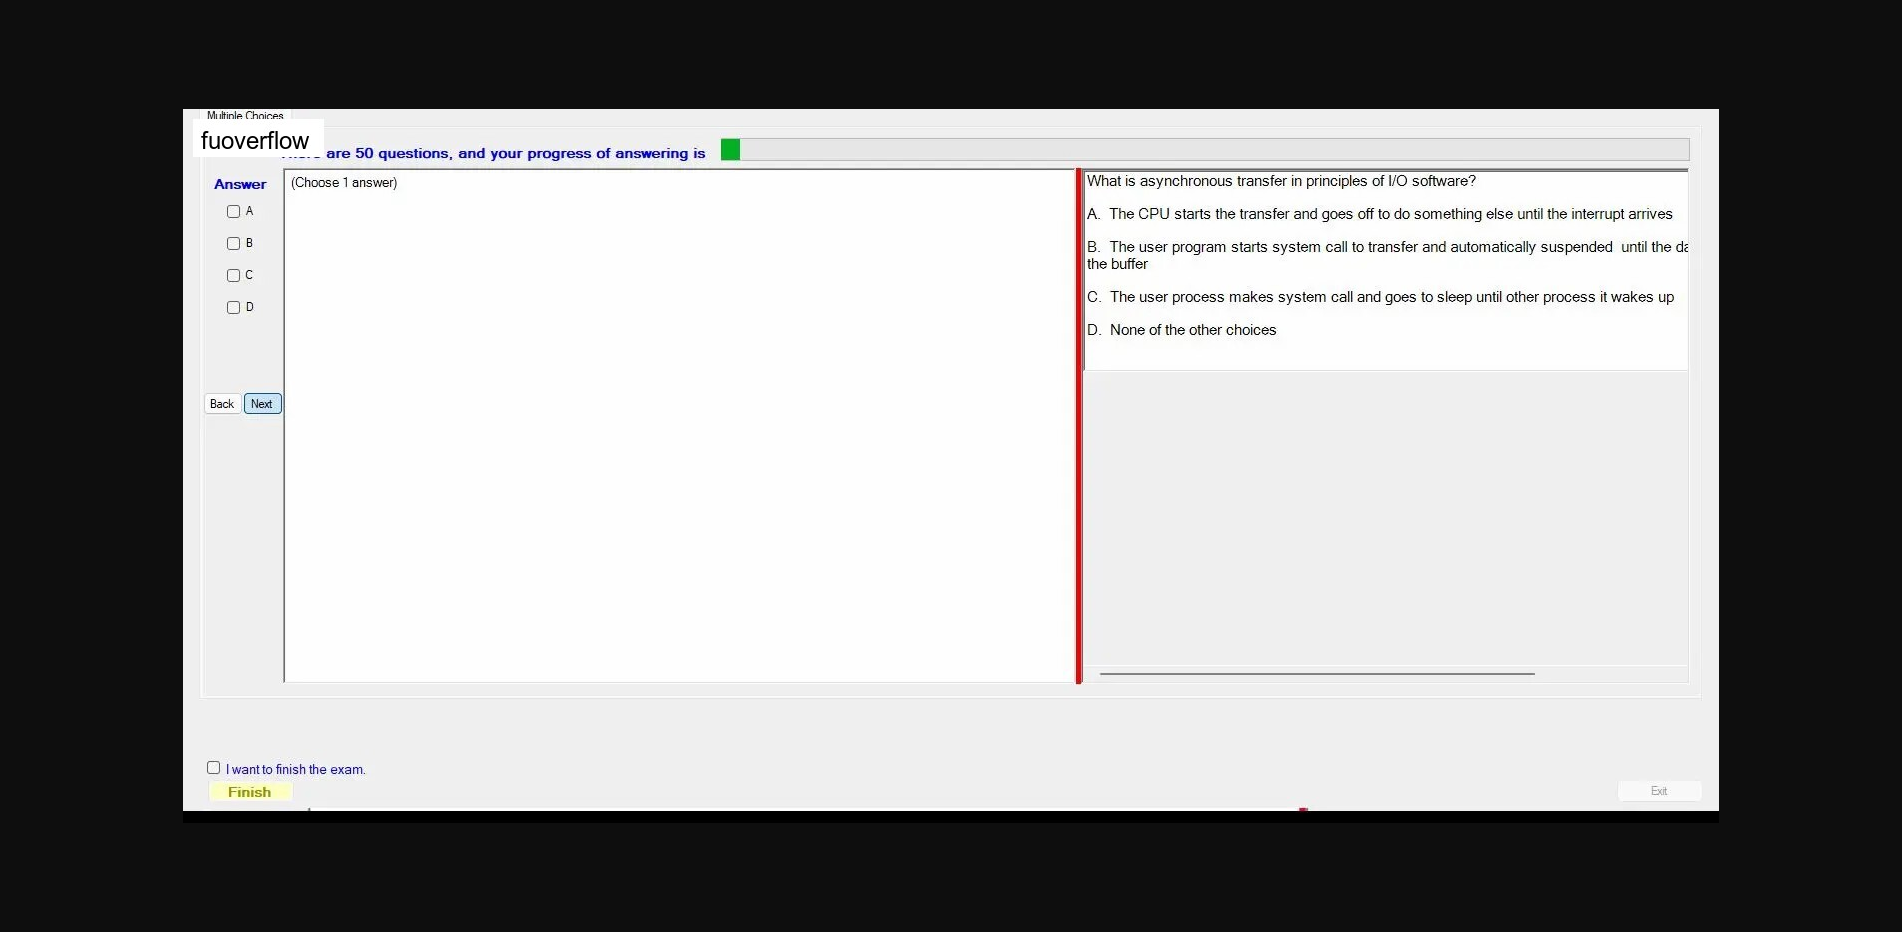 Multiple Choices
fuoverflow
are 50 questions, and your progress of answering is
Answer
(Choose 1 answer)
A
B
C
D
Back Next
What is asynchronous transfer in principles of I/O software?
A. The CPU starts the transfer and goes off to do something else until the interrupt arrives
B. The user program starts system call to transfer and automatically suspended until the
the buffer
C. The user process makes system call and goes to sleep until other process it wakes up
D. None of the other choices
I want to finish the exam.
Finish
Exit